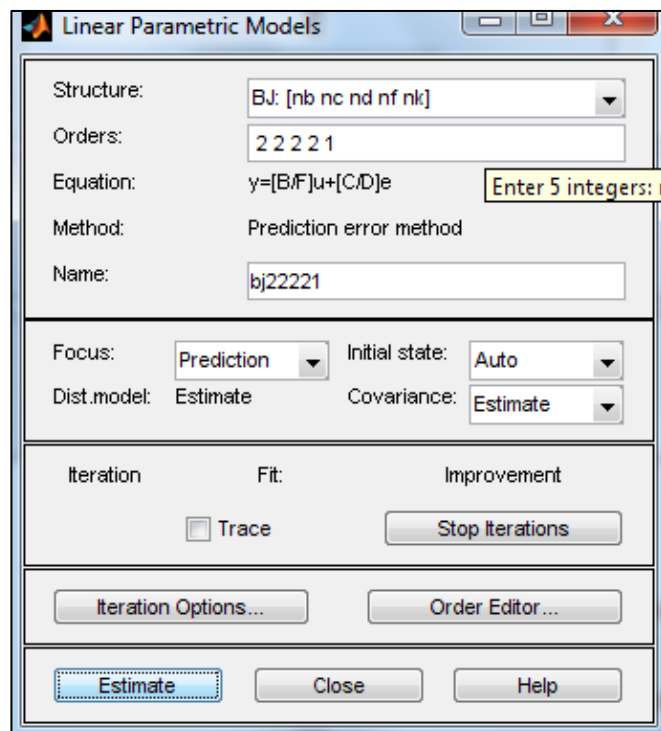 Linear Parametric Models
Structure: BJ: [nb nc nd nf nk]
Orders: 2 2 2 2 1
Equation: y=[B/F]u+[C/D]e
Enter 5 integers:
Method: Prediction error method
Name: bj22221
Focus: Prediction Initial state: Auto
Dist.model: Estimate Covariance: Estimate
Iteration Fit: Improvement
Trace Stop Iterations
Iteration Options... Order Editor...
Estimate Close Help